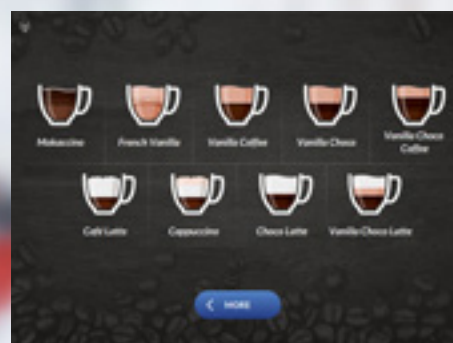 Mokaccino
French Vanilla
Vanilla Coffee
Vanilla Choco
Vanilla Choco
Coffee
Café Latte
Cappuccino
Choco Latte
Vanilla Choco Latte
MORE